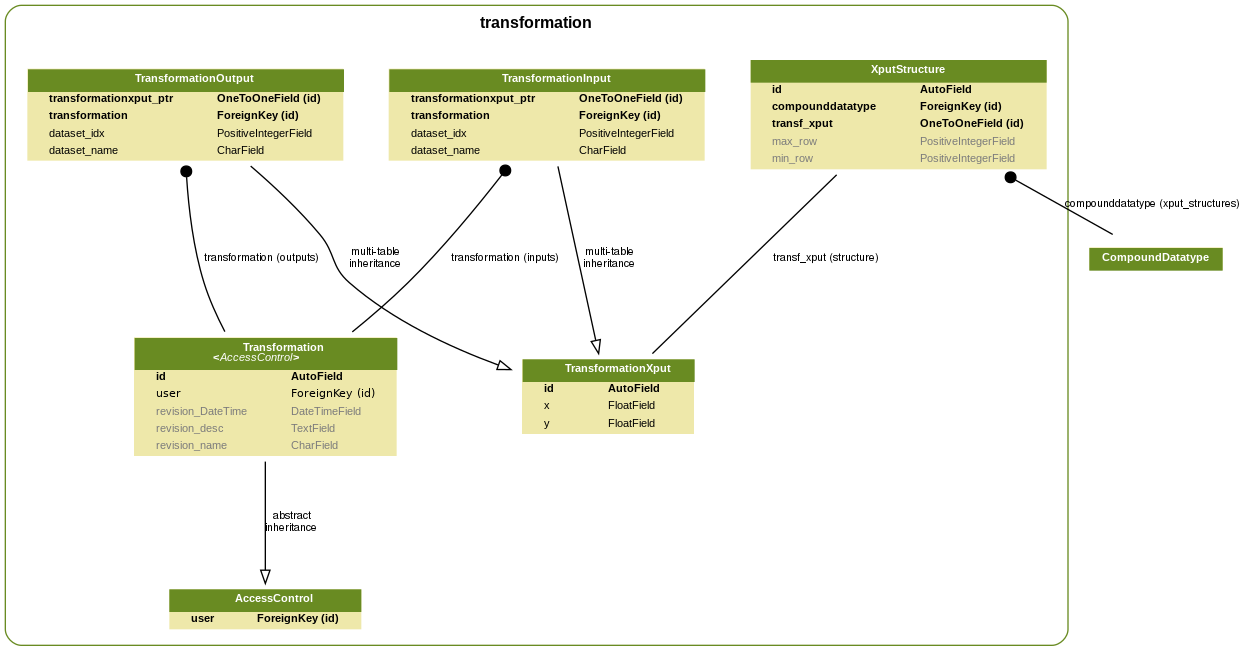 transformation
TransformationOutput
transformationxput_ptr OneToOneField (id)
transformation ForeignKey (id)
dataset_idx PositiveIntegerField
dataset_name CharField
TransformationInput
transformationxput_ptr OneToOneField (id)
transformation ForeignKey (id)
dataset_idx PositiveIntegerField
dataset_name CharField
XputStructure
id AutoField
compounddatatype ForeignKey (id)
transf_xput OneToOneField (id)
max_row PositiveIntegerField
min_row PositiveIntegerField
compounddatatype (xput_structures)
CompoundDatatype
transformation (outputs)
multi-table
inheritance
transformation (inputs)
multi-table
inheritance
transf_xput (structure)
Transformation
<AccessControl>
id AutoField
user ForeignKey (id)
revision_DateTime DateTimeField
revision_desc TextField
revision_name CharField
TransformationXput
id AutoField
x FloatField
y FloatField
abstract
inheritance
AccessControl
user ForeignKey (id)